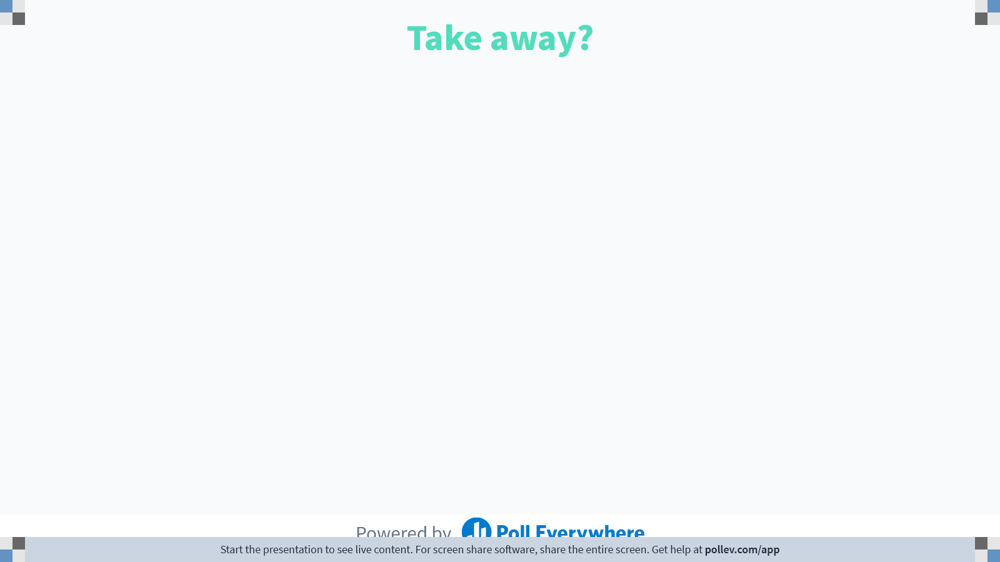 Take away?
Powered by Poll Everywhere
Start the presentation to see live content. For screen share software, share the entire screen. Get help at pollev.com/app